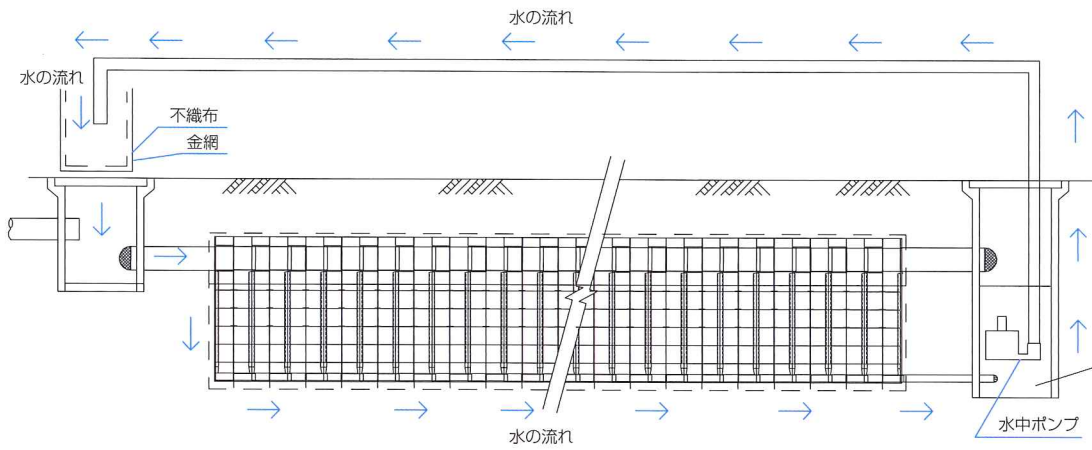 水の流れ
水の流れ
不織布
金網
水の流れ
水中ポンプ